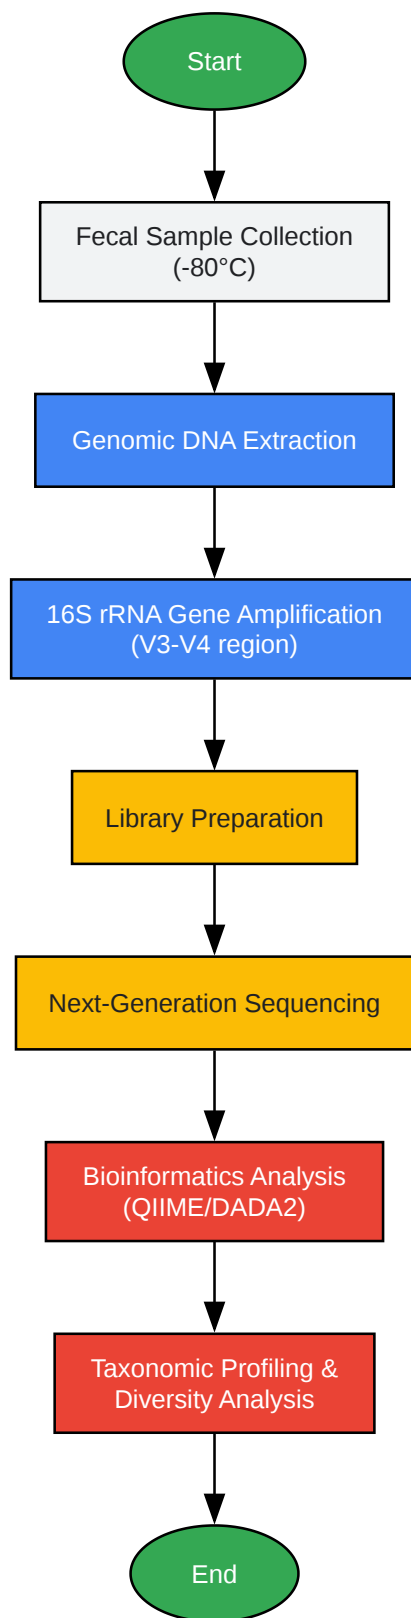 Start
Fecal Sample Collection
(-80°C)
Genomic DNA Extraction
16S rRNA Gene Amplification
(V3-V4 region)
Library Preparation
Next-Generation Sequencing
Bioinformatics Analysis
(QIIME/DADA2)
Taxonomic Profiling &
Diversity Analysis
End